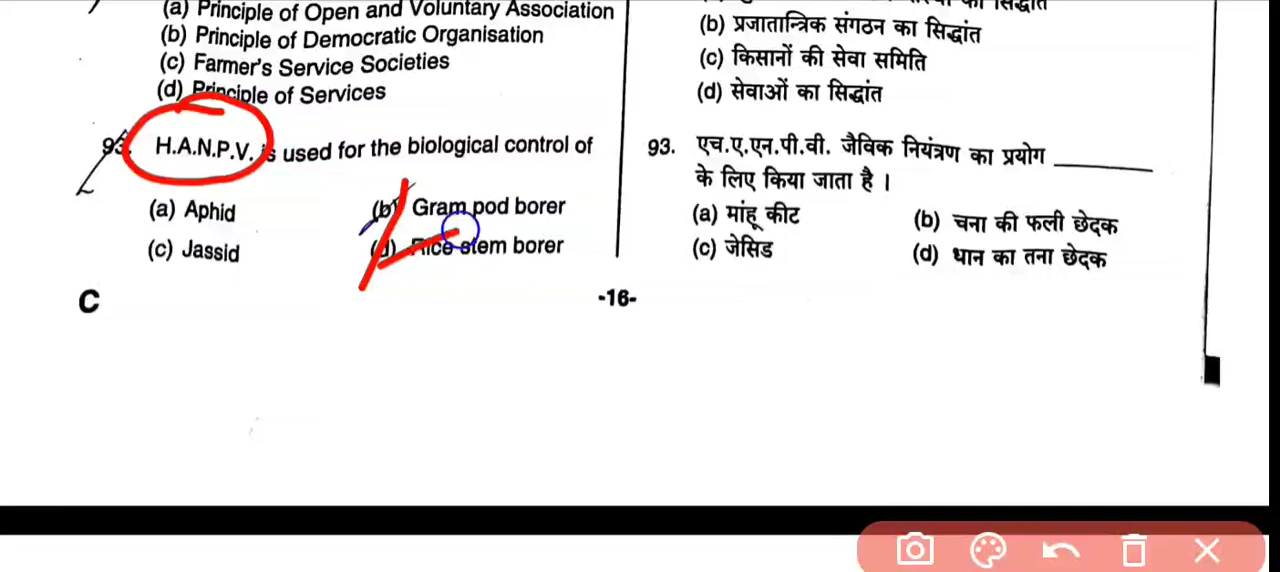 (a) Principle of Open and Voluntary Association
(b) Principle of Democratic Organisation
(c) Farmer's Service Societies
(d) Principle of Services
93. H.A.N.P.V. is used for the biological control of
(a) Aphid (b) Gram pod borer
(c) Jassid (d) Rice stem borer
सिद्धांत
(b) प्रजातान्त्रिक संगठन का सिद्धांत
(c) किसानों की सेवा समिति
(d) सेवाओं का सिद्धांत
93. एच.ए.एन.पी.वी. जैविक नियंत्रण का प्रयोग ________
के लिए किया जाता है ।
(a) मांहू कीट (b) चना की फली छेदक
(c) जेसिड (d) धान का तना छेदक
C -16-